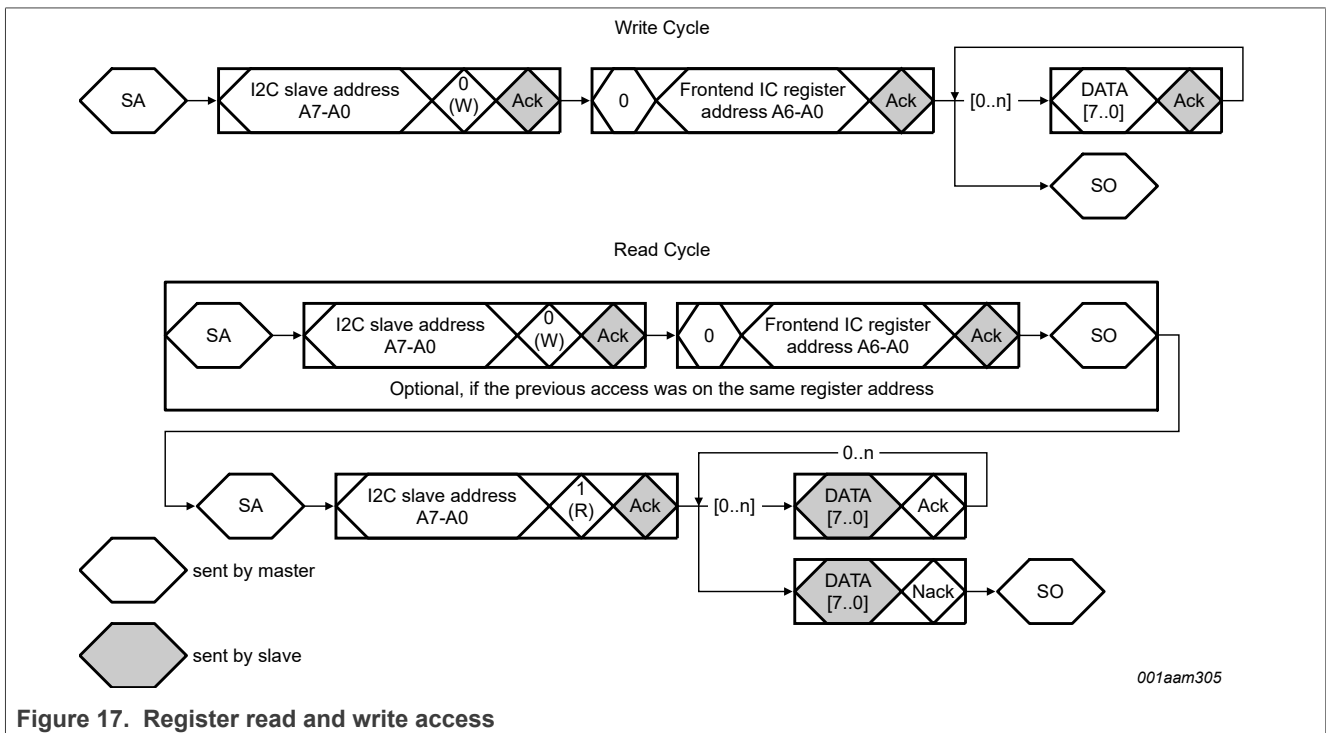 Write Cycle
SA
I2C slave address
A7-A0
0
(W)
Ack
0
Frontend IC register
address A6-A0
Ack
[0..n]
DATA
[7..0]
Ack
SO
Read Cycle
SA
I2C slave address
A7-A0
0
(W)
Ack
0
Frontend IC register
address A6-A0
Ack
SO
Optional, if the previous access was on the same register address
0..n
SA
I2C slave address
A7-A0
1
(R)
Ack
[0..n]
DATA
[7..0]
Ack
sent by master
DATA
[7..0]
Nack
SO
sent by slave
001aam305
Figure 17. Register read and write access